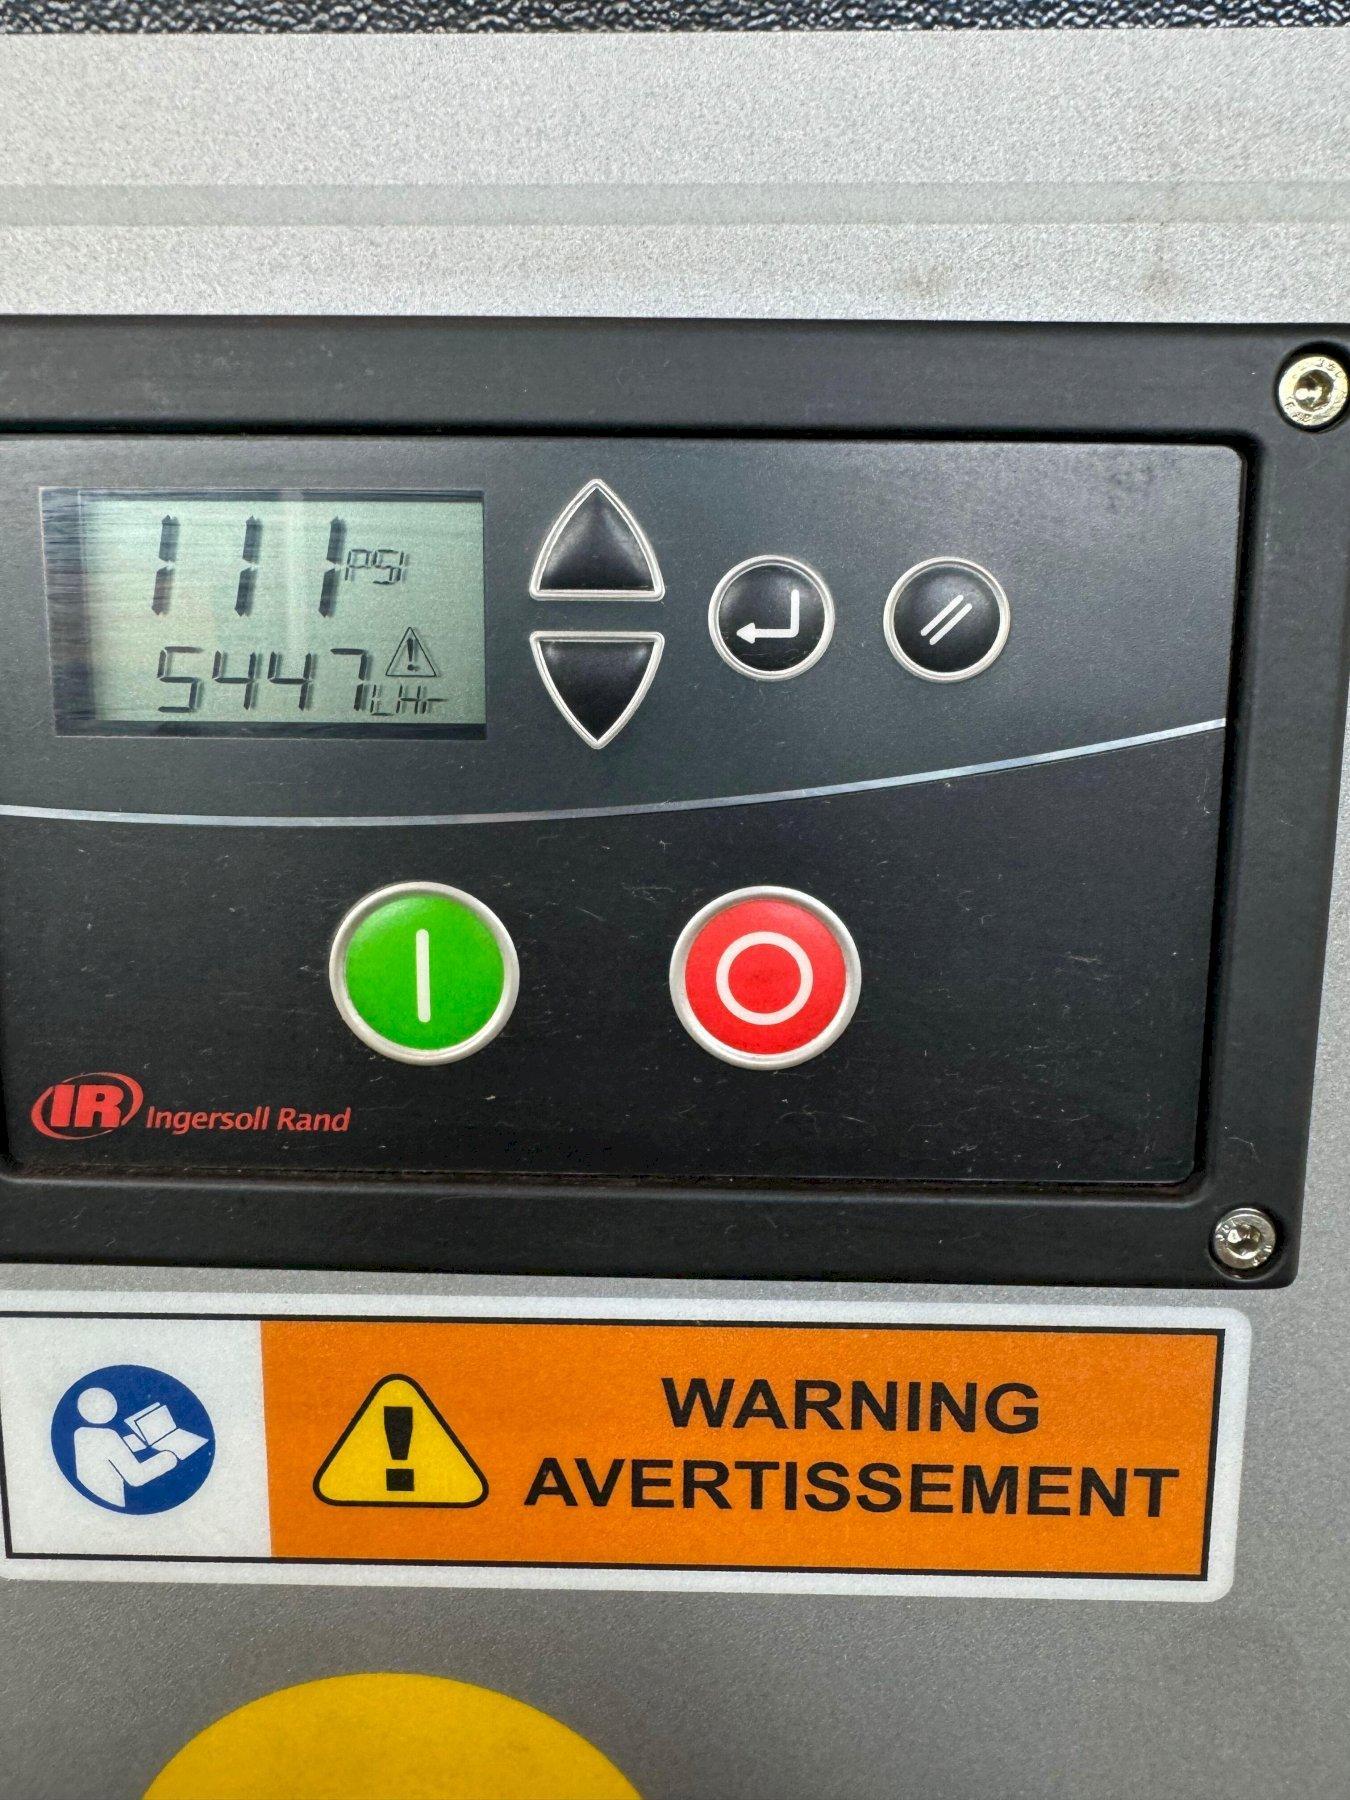 111 PSI
5447 LHr
IR Ingersoll Rand
WARNING
AVERTISSEMENT